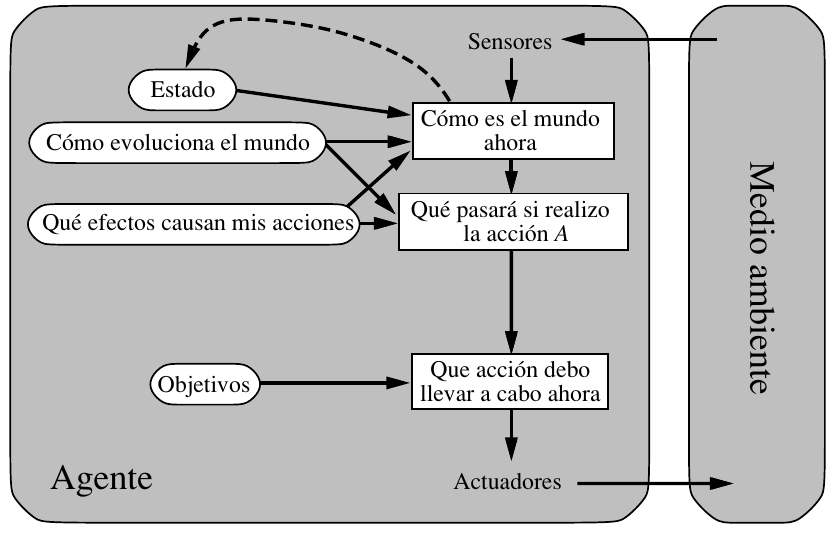 Sensores
Estado
Cómo es el mundo
ahora
Cómo evoluciona el mundo
Qué efectos causan mis acciones
Qué pasará si realizo
la acción A
Que acción debo
llevar a cabo ahora
Objetivos
Agente
Actuadores
Medio ambiente